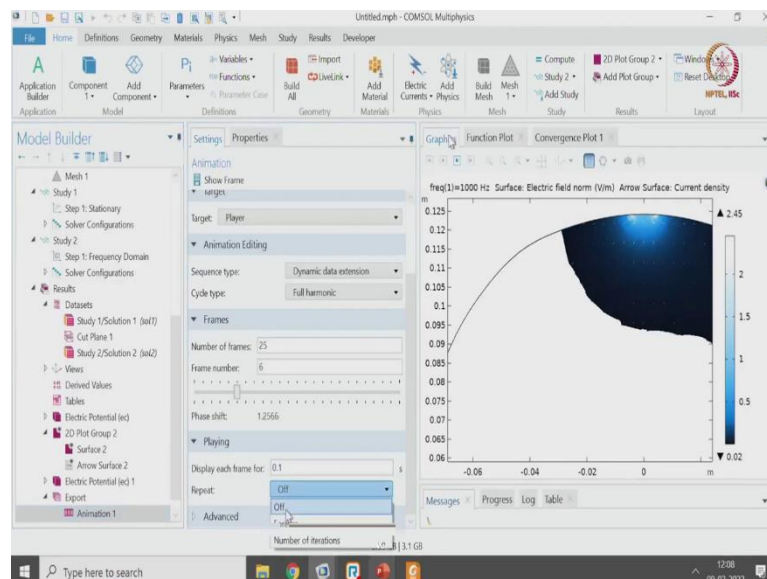 Untitled.mph - COMSOL Multiphysics
File Home Definitions Geometry Materials Physics Mesh Study Results Developer
Application Builder
Component 1
Add Component
Parameters
Variables
Functions
Parameter Case
Build All
Import
LiveLink
Add Material
Electric Currents
Add Physics
Build Mesh
Mesh 1
Compute
Study 2
Add Study
2D Plot Group 2
Add Plot Group
Windows
Reset Desktop
NPTEL, IISc
Application Model Definitions Geometry Materials Physics Mesh Study Results Layout
Model Builder
Mesh 1
Study 1
Step 1: Stationary
Solver Configurations
Study 2
Step 1: Frequency Domain
Solver Configurations
Results
Datasets
Study 1/Solution 1 (sol1)
Cut Plane 1
Study 2/Solution 2 (sol2)
Views
Derived Values
Tables
Electric Potential (ec)
2D Plot Group 2
Surface 2
Arrow Surface 2
Electric Potential (ec) 1
Export
Animation 1
Settings Properties
Animation
Show Frame
Target
Target: Player
Animation Editing
Sequence type: Dynamic data extension
Cycle type: Full harmonic
Frames
Number of frames: 25
Frame number: 6
Phase shift: 1.2566
Playing
Display each frame for: 0.1 s
Repeat: Off
Off
Number of iterations
Advanced
Graphics Function Plot Convergence Plot 1
freq(1)=1000 Hz Surface: Electric field norm (V/m) Arrow Surface: Current density
m
0.125
0.12
0.115
0.11
0.105
0.1
0.095
0.09
0.085
0.08
0.075
0.07
0.065
0.06
-0.06 -0.04 -0.02 0 m
▲ 2.45
2
1.5
1
0.5
▼ 0.02
Messages Progress Log Table
3.1 GB
Type here to search
12:08